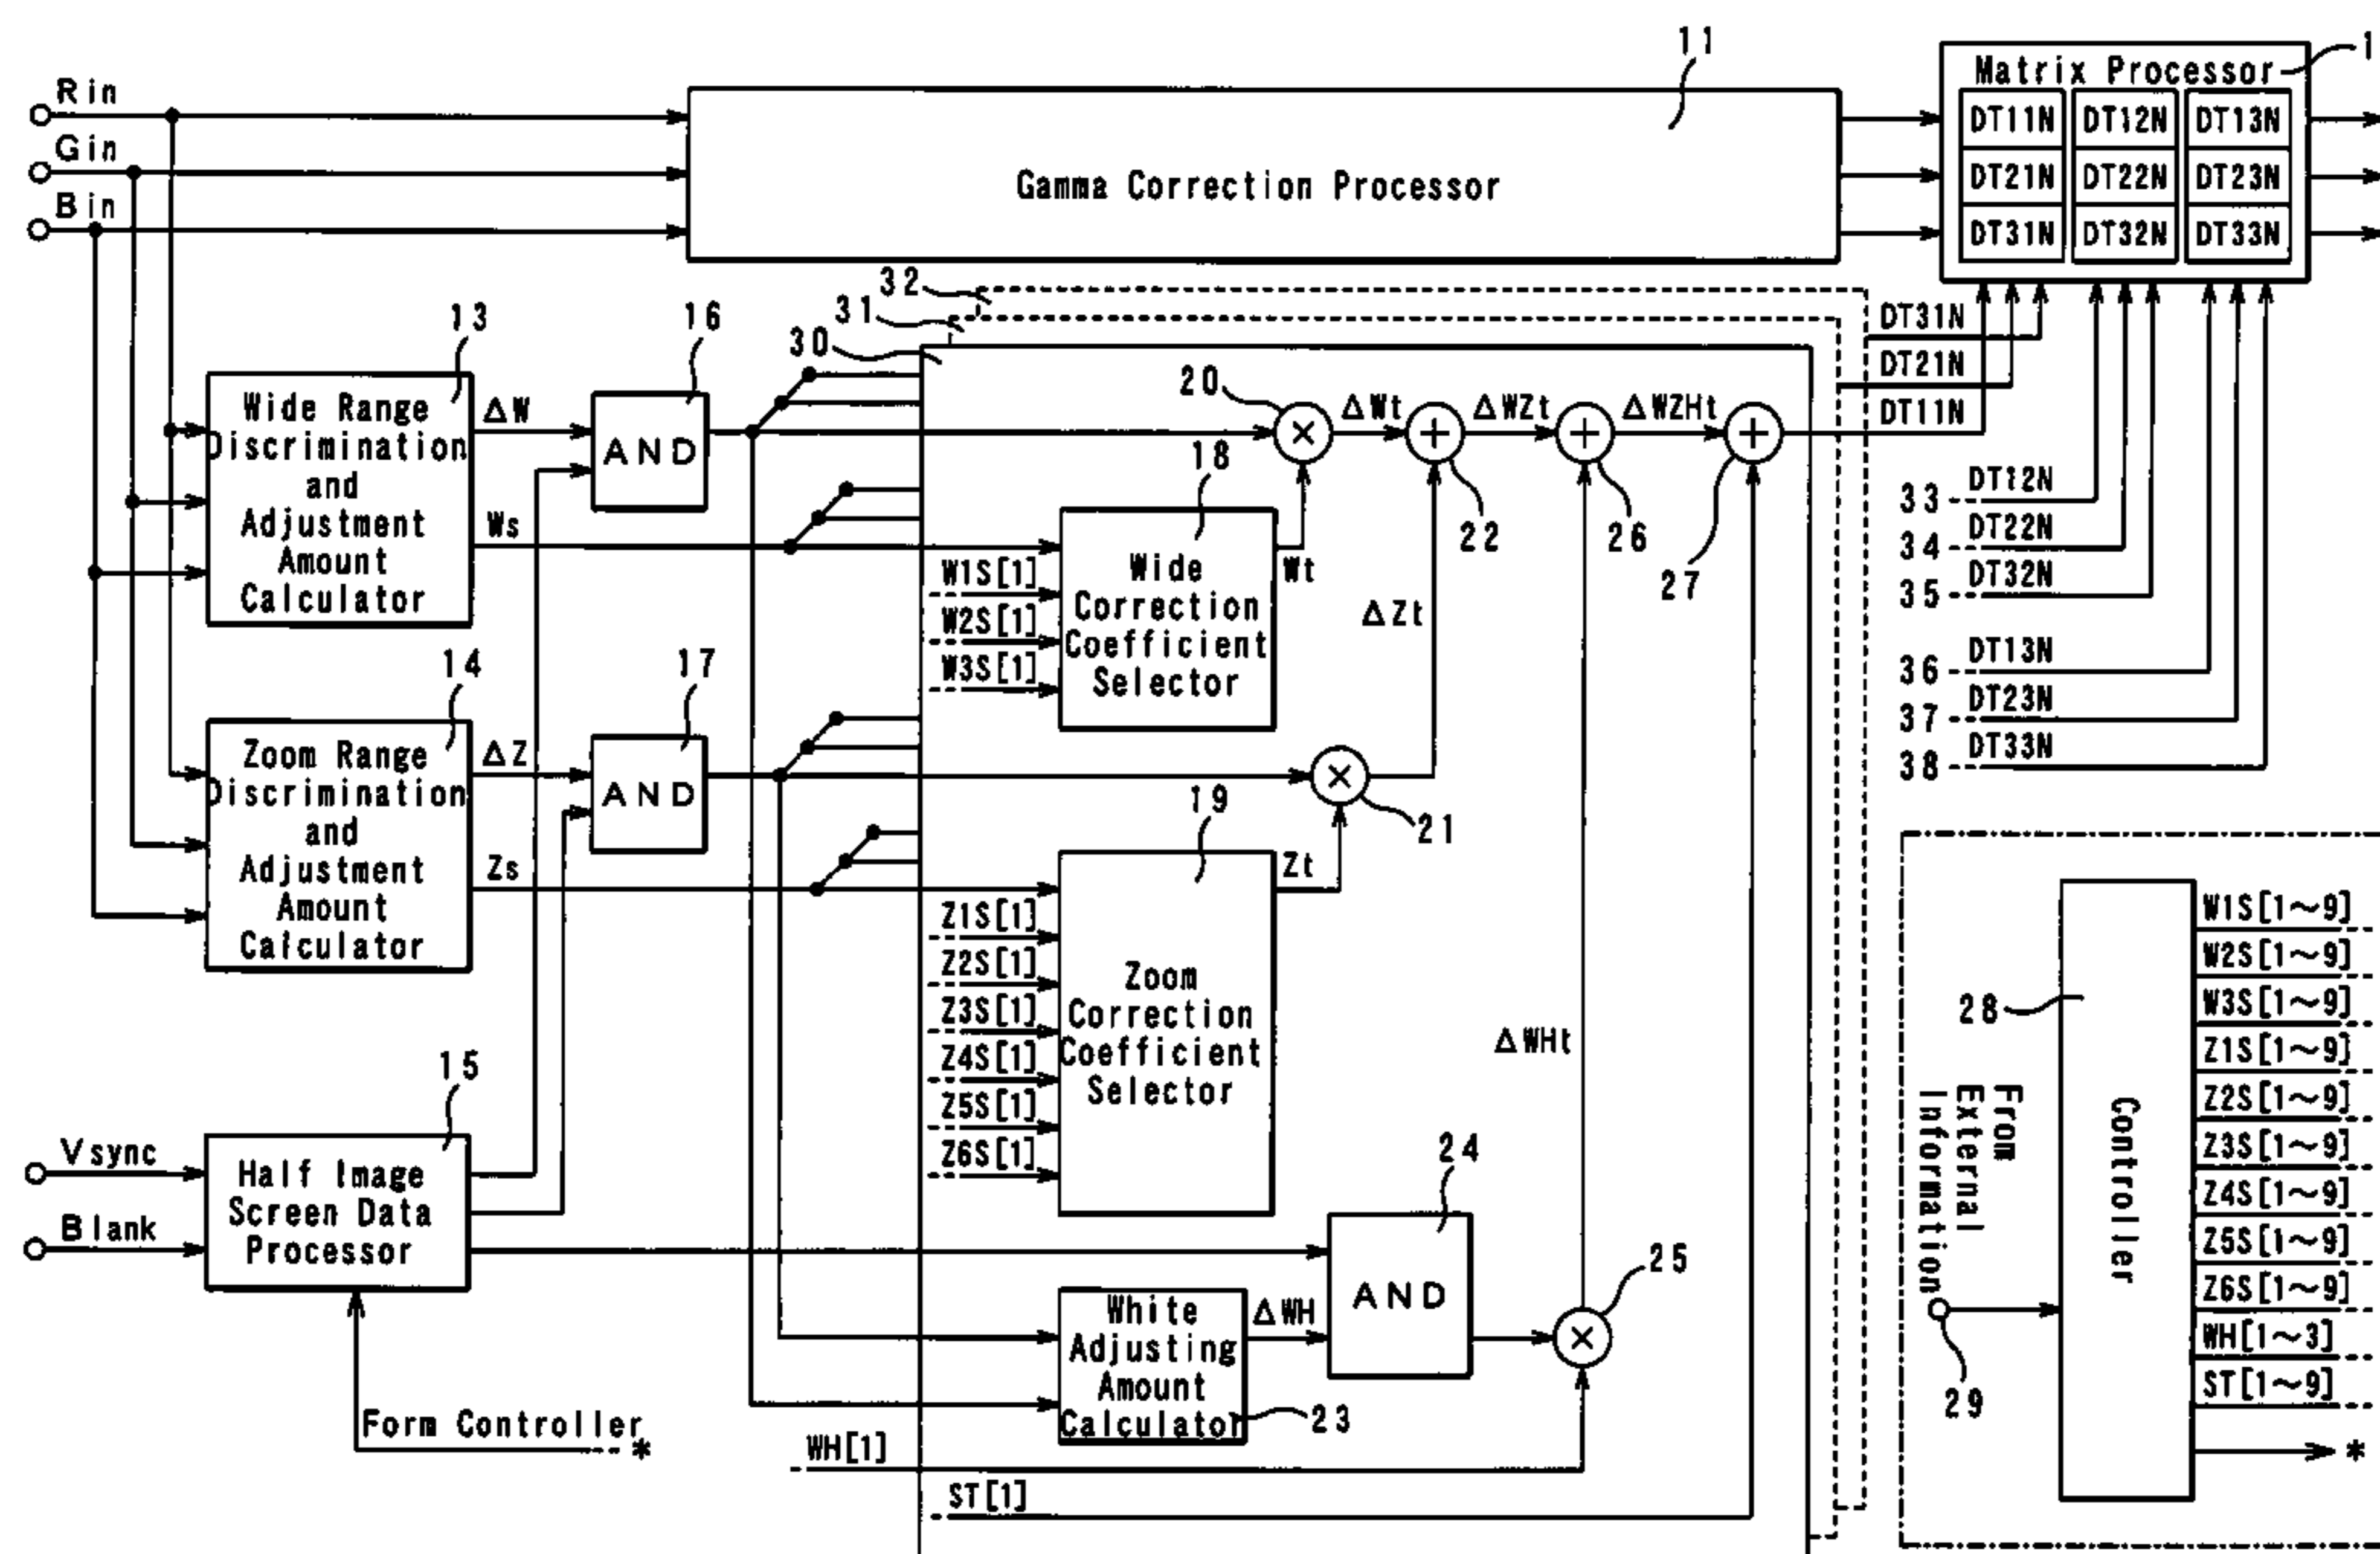 11
1
Rin
Gin
Bin
Gamma Correction Processor
Matrix Processor
DT11N DT12N DT13N
DT21N DT22N DT23N
DT31N DT32N DT33N
32
31
30
13
16
Wide Range
Discrimination
and
Adjustment
Amount
Calculator
ΔW
Ws
AND
20
ΔWt
ΔWZt
ΔWZHt
×
+
+
+
DT31N
DT21N
DT11N
18
22
26
27
Wide
Correction
Coefficient
Selector
W1S[1]
W2S[1]
W3S[1]
Wt
ΔZt
33 DT12N
34 DT22N
35 DT32N
36 DT13N
37 DT23N
38 DT33N
14
17
Zoom Range
Discrimination
and
Adjustment
Amount
Calculator
ΔZ
Zs
AND
×
21
19
Zt
Z1S[1]
Z2S[1]
Z3S[1]
Z4S[1]
Z5S[1]
Z6S[1]
Zoom
Correction
Coefficient
Selector
ΔWHt
15
Vsync
Blank
Half Image
Screen Data
Processor
Form Controller
*
24
AND
25
×
White
Adjusting
Amount
Calculator
23
ΔWH
WH[1]
ST[1]
28
Controller
From
External
Information
29
W1S[1~9]
W2S[1~9]
W3S[1~9]
Z1S[1~9]
Z2S[1~9]
Z3S[1~9]
Z4S[1~9]
Z5S[1~9]
Z6S[1~9]
WH[1~3]
ST[1~9]
*